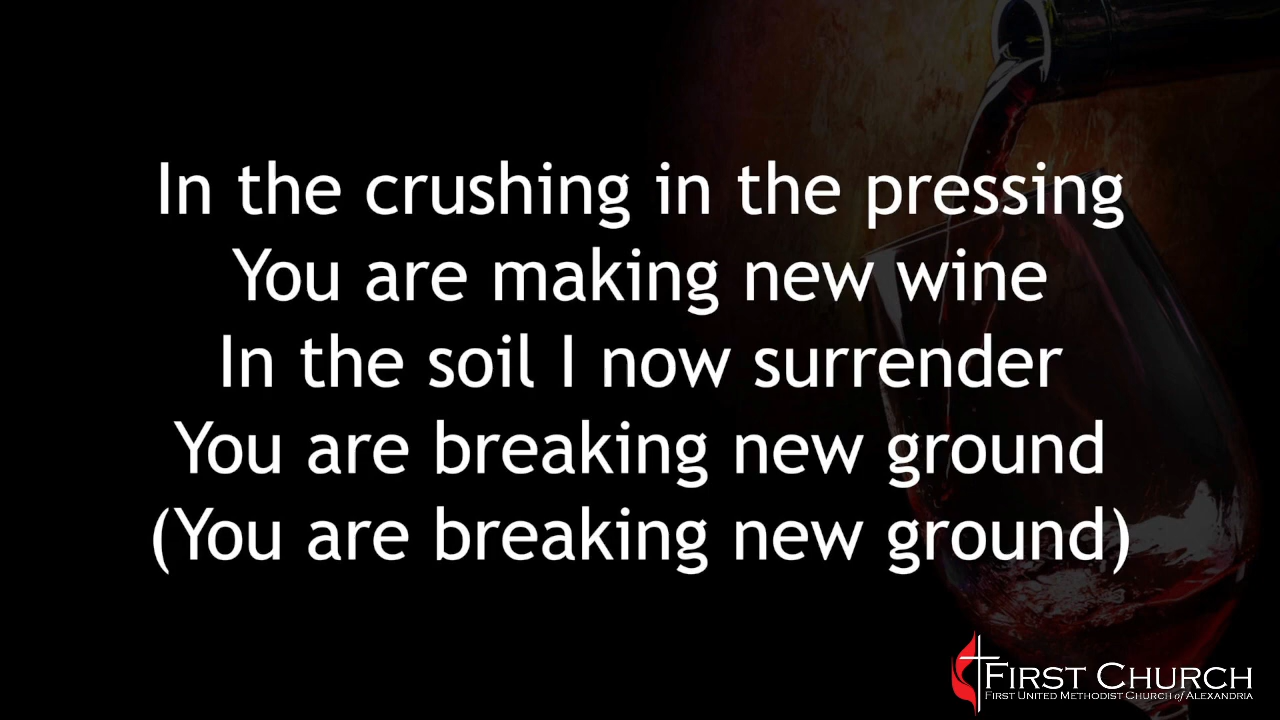 In the crushing in the pressing
You are making new wine
In the soil I now surrender
You are breaking new ground
(You are breaking new ground)
FIRST CHURCH
FIRST UNITED METHODIST CHURCH of ALEXANDRIA